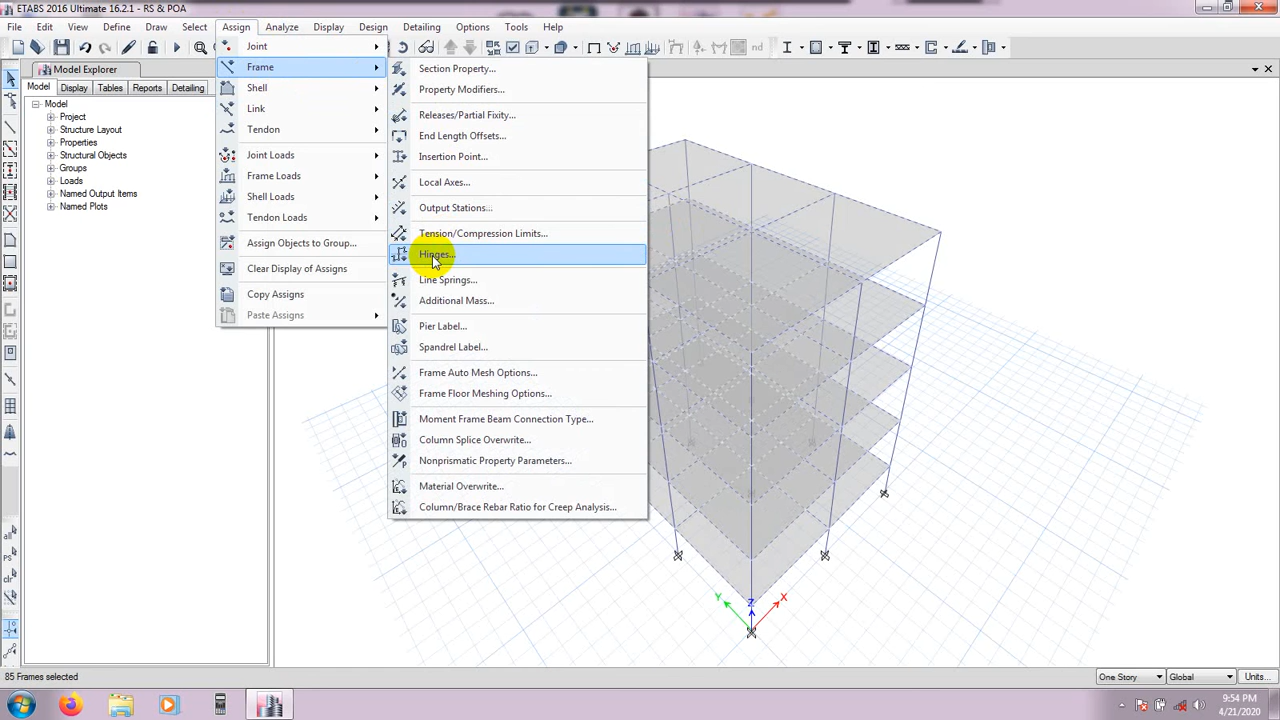 ETABS 2016 Ultimate 16.2.1 - RS & POA
File Edit View Define Draw Select Assign Analyze Display Design Detailing Options Tools Help
nd
Model Explorer
Model Display Tables Reports Detailing
Model
Project
Structure Layout
Properties
Structural Objects
Groups
Loads
Named Output Items
Named Plots
Joint
Frame
Shell
Link
Tendon
Joint Loads
Frame Loads
Shell Loads
Tendon Loads
Assign Objects to Group...
Clear Display of Assigns
Copy Assigns
Paste Assigns
Section Property...
Property Modifiers...
Releases/Partial Fixity...
End Length Offsets...
Insertion Point...
Local Axes...
Output Stations...
Tension/Compression Limits...
Hinges...
Line Springs...
Additional Mass...
Pier Label...
Spandrel Label...
Frame Auto Mesh Options...
Frame Floor Meshing Options...
Moment Frame Beam Connection Type...
Column Splice Overwrite...
Nonprismatic Property Parameters...
Material Overwrite...
Column/Brace Rebar Ratio for Creep Analysis...
Y Z X
all
ps
clr
85 Frames selected
One Story Global Units...
9:54 PM
4/21/2020